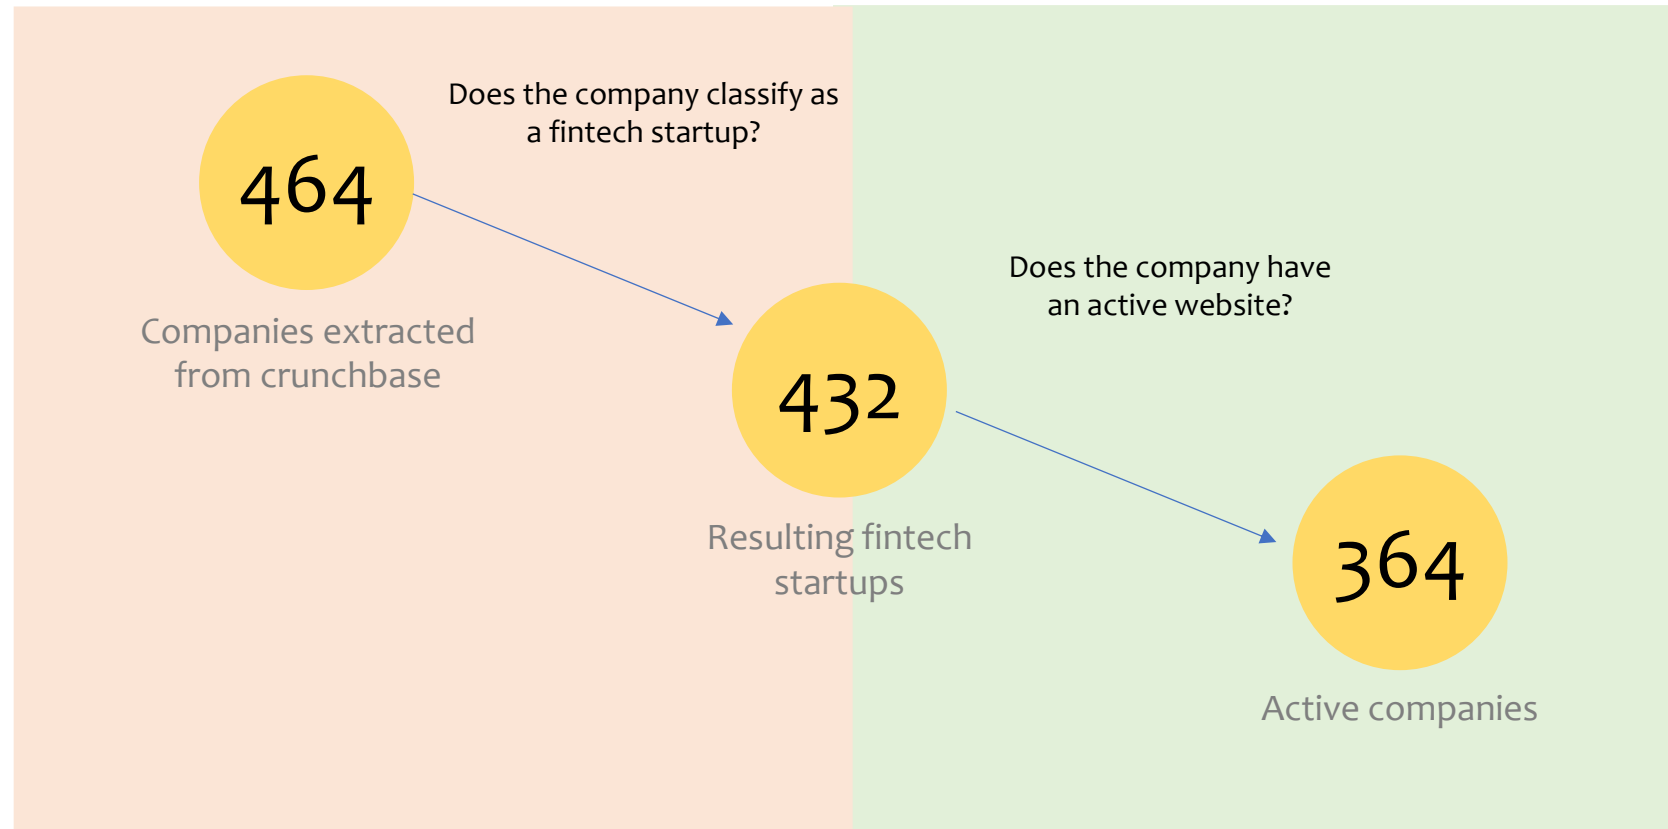 464
Does the company classify as
a fintech startup?
Companies extracted
from crunchbase
432
Does the company have
an active website?
Resulting fintech
startups
364
Active companies